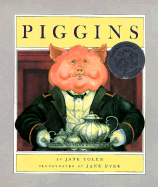 PIGGINS
BY JANE YOLEN
ILLUSTRATED BY JANE DYER